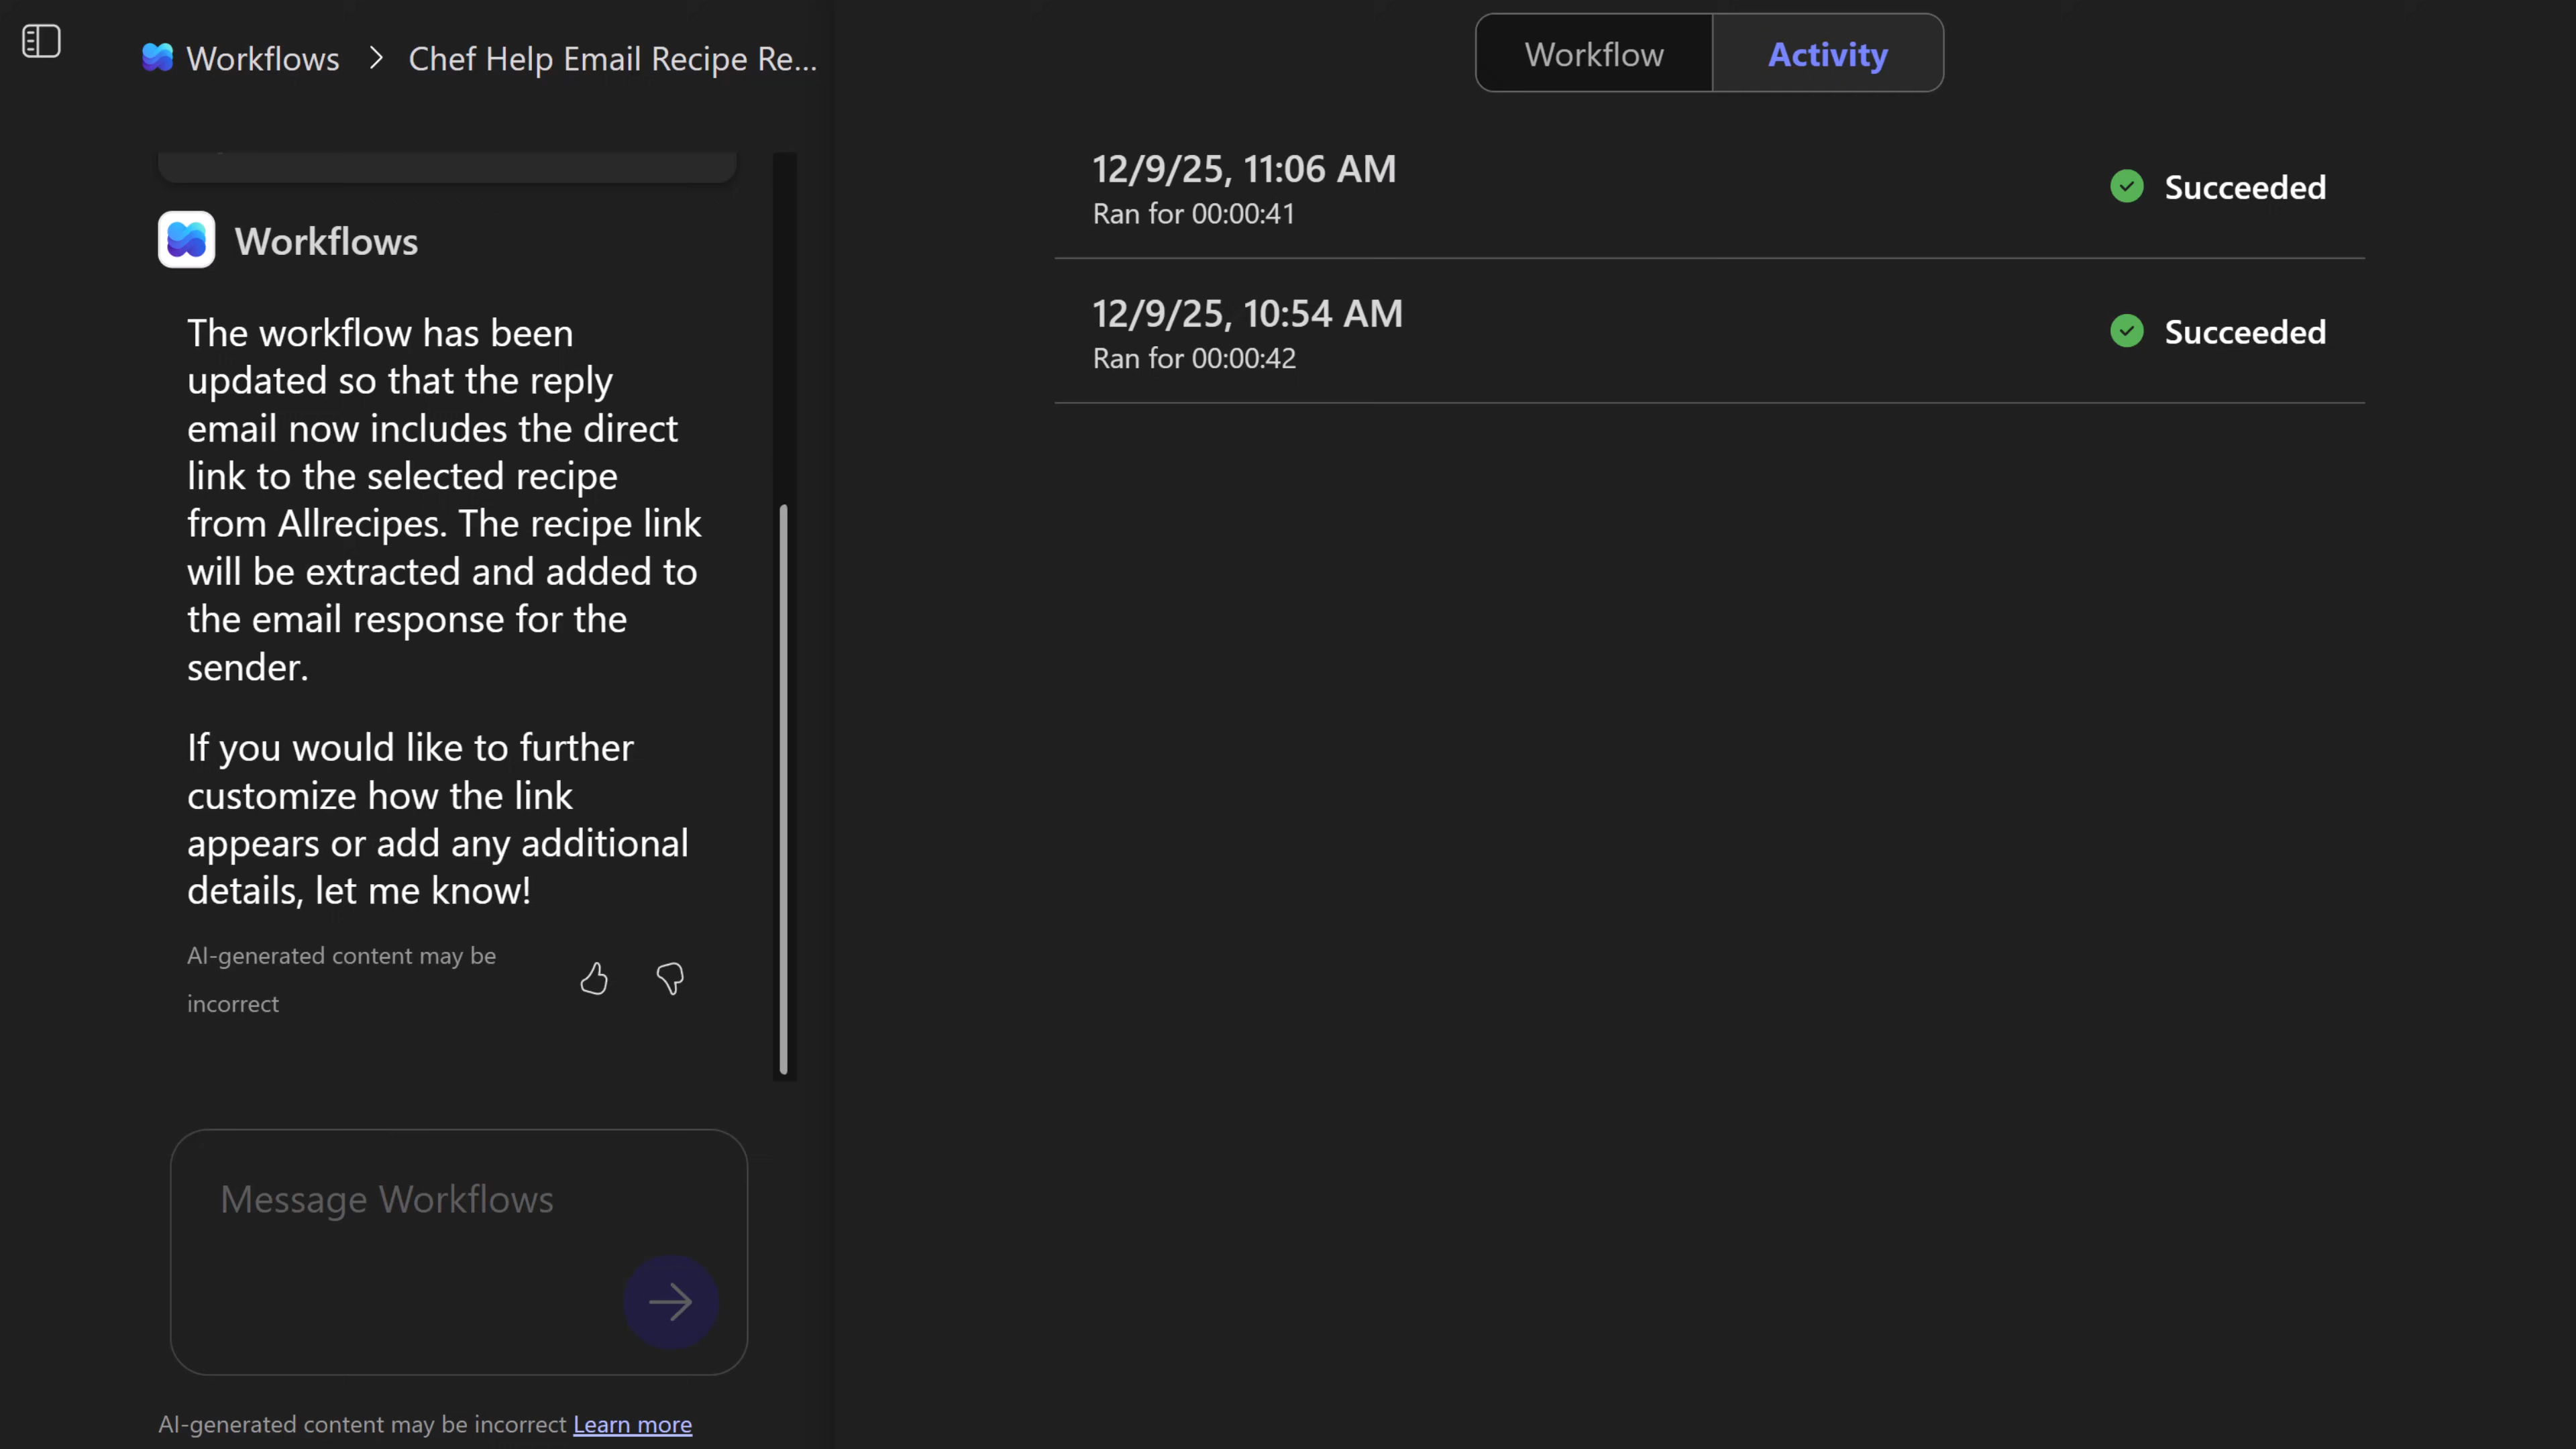 Workflows > Chef Help Email Recipe Re...
Workflow
Activity
Workflows
The workflow has been
updated so that the reply
email now includes the direct
link to the selected recipe
from Allrecipes. The recipe link
will be extracted and added to
the email response for the
sender.
If you would like to further
customize how the link
appears or add any additional
details, let me know!
AI-generated content may be
incorrect
Message Workflows
AI-generated content may be incorrect Learn more
12/9/25, 11:06 AM
Ran for 00:00:41
Succeeded
12/9/25, 10:54 AM
Ran for 00:00:42
Succeeded